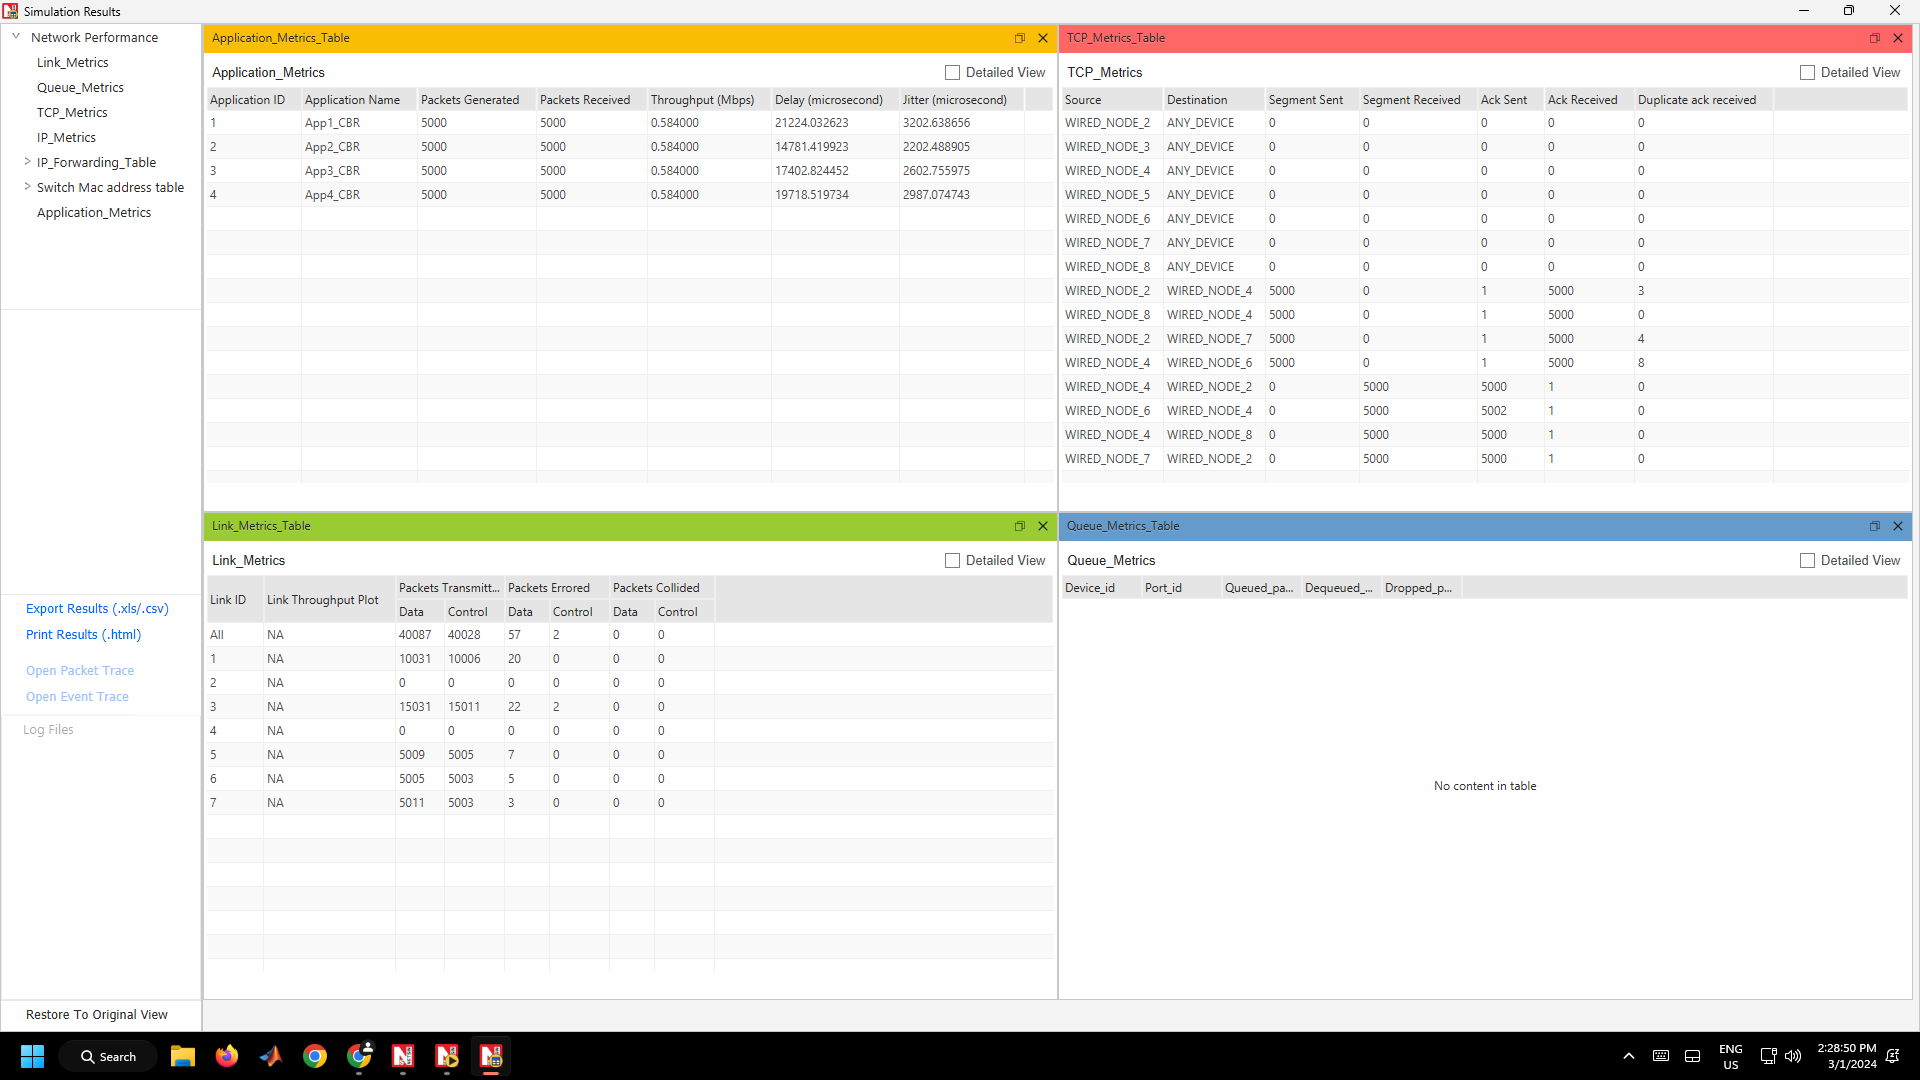 Simulation Results
Network Performance
Link_Metrics
Queue_Metrics
TCP_Metrics
IP_Metrics
IP_Forwarding_Table
Switch Mac address table
Application_Metrics
Export Results (.xls/.csv)
Print Results (.html)
Open Packet Trace
Open Event Trace
Log Files
Restore To Original View
Application_Metrics_Table
Application_Metrics Detailed View
Application ID Application Name Packets Generated Packets Received Throughput (Mbps) Delay (microsecond) Jitter (microsecond)
1 App1_CBR 5000 5000 0.584000 21224.032623 3202.638656
2 App2_CBR 5000 5000 0.584000 14781.419923 2202.488905
3 App3_CBR 5000 5000 0.584000 17402.824452 2602.755975
4 App4_CBR 5000 5000 0.584000 19718.519734 2987.074743
TCP_Metrics_Table
TCP_Metrics Detailed View
Source Destination Segment Sent Segment Received Ack Sent Ack Received Duplicate ack received
WIRED_NODE_2 ANY_DEVICE 0 0 0 0 0
WIRED_NODE_3 ANY_DEVICE 0 0 0 0 0
WIRED_NODE_4 ANY_DEVICE 0 0 0 0 0
WIRED_NODE_5 ANY_DEVICE 0 0 0 0 0
WIRED_NODE_6 ANY_DEVICE 0 0 0 0 0
WIRED_NODE_7 ANY_DEVICE 0 0 0 0 0
WIRED_NODE_8 ANY_DEVICE 0 0 0 0 0
WIRED_NODE_2 WIRED_NODE_4 5000 0 1 5000 3
WIRED_NODE_8 WIRED_NODE_4 5000 0 1 5000 0
WIRED_NODE_2 WIRED_NODE_7 5000 0 1 5000 4
WIRED_NODE_4 WIRED_NODE_6 5000 0 1 5000 8
WIRED_NODE_4 WIRED_NODE_2 0 5000 5000 1 0
WIRED_NODE_6 WIRED_NODE_4 0 5000 5002 1 0
WIRED_NODE_4 WIRED_NODE_8 0 5000 5000 1 0
WIRED_NODE_7 WIRED_NODE_2 0 5000 5000 1 0
Link_Metrics_Table
Link_Metrics Detailed View
Link ID Link Throughput Plot Packets Transmitt... Packets Errored Packets Collided
Data Control Data Control Data Control
All NA 40087 40028 57 2 0 0
1 NA 10031 10006 20 0 0 0
2 NA 0 0 0 0 0 0
3 NA 15031 15011 22 2 0 0
4 NA 0 0 0 0 0 0
5 NA 5009 5005 7 0 0 0
6 NA 5005 5003 5 0 0 0
7 NA 5011 5003 3 0 0 0
Queue_Metrics_Table
Queue_Metrics Detailed View
Device_id Port_id Queued_pa... Dequeued_... Dropped_p...
No content in table
Search
ENG
US
2:28:50 PM
3/1/2024